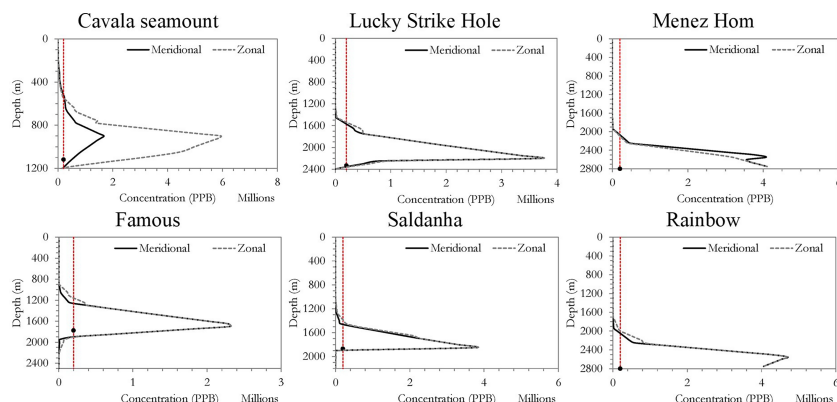 Cavala seamount
Meridional Zonal
Depth (m)
0
400
800
1200
0 2 4 6 8
Concentration (PPB) Millions
Lucky Strike Hole
Meridional Zonal
Depth (m)
0
400
800
1200
1600
2000
2400
0 1 2 3 4
Concentration (PPB) Millions
Menez Hom
Meridional Zonal
Depth (m)
0
400
800
1200
1600
2000
2400
2800
0 2 4 6
Concentration (PPB) Millions
Famous
Meridional Zonal
Depth (m)
0
400
800
1200
1600
2000
2400
0 1 2 3
Concentration (PPB) Millions
Saldanha
Meridional Zonal
Depth (m)
0
400
800
1200
1600
2000
0 2 4 6
Concentration (PPB) Millions
Rainbow
Meridional Zonal
Depth (m)
0
400
800
1200
1600
2000
2400
2800
0 2 4 6
Concentration (PPB) Millions